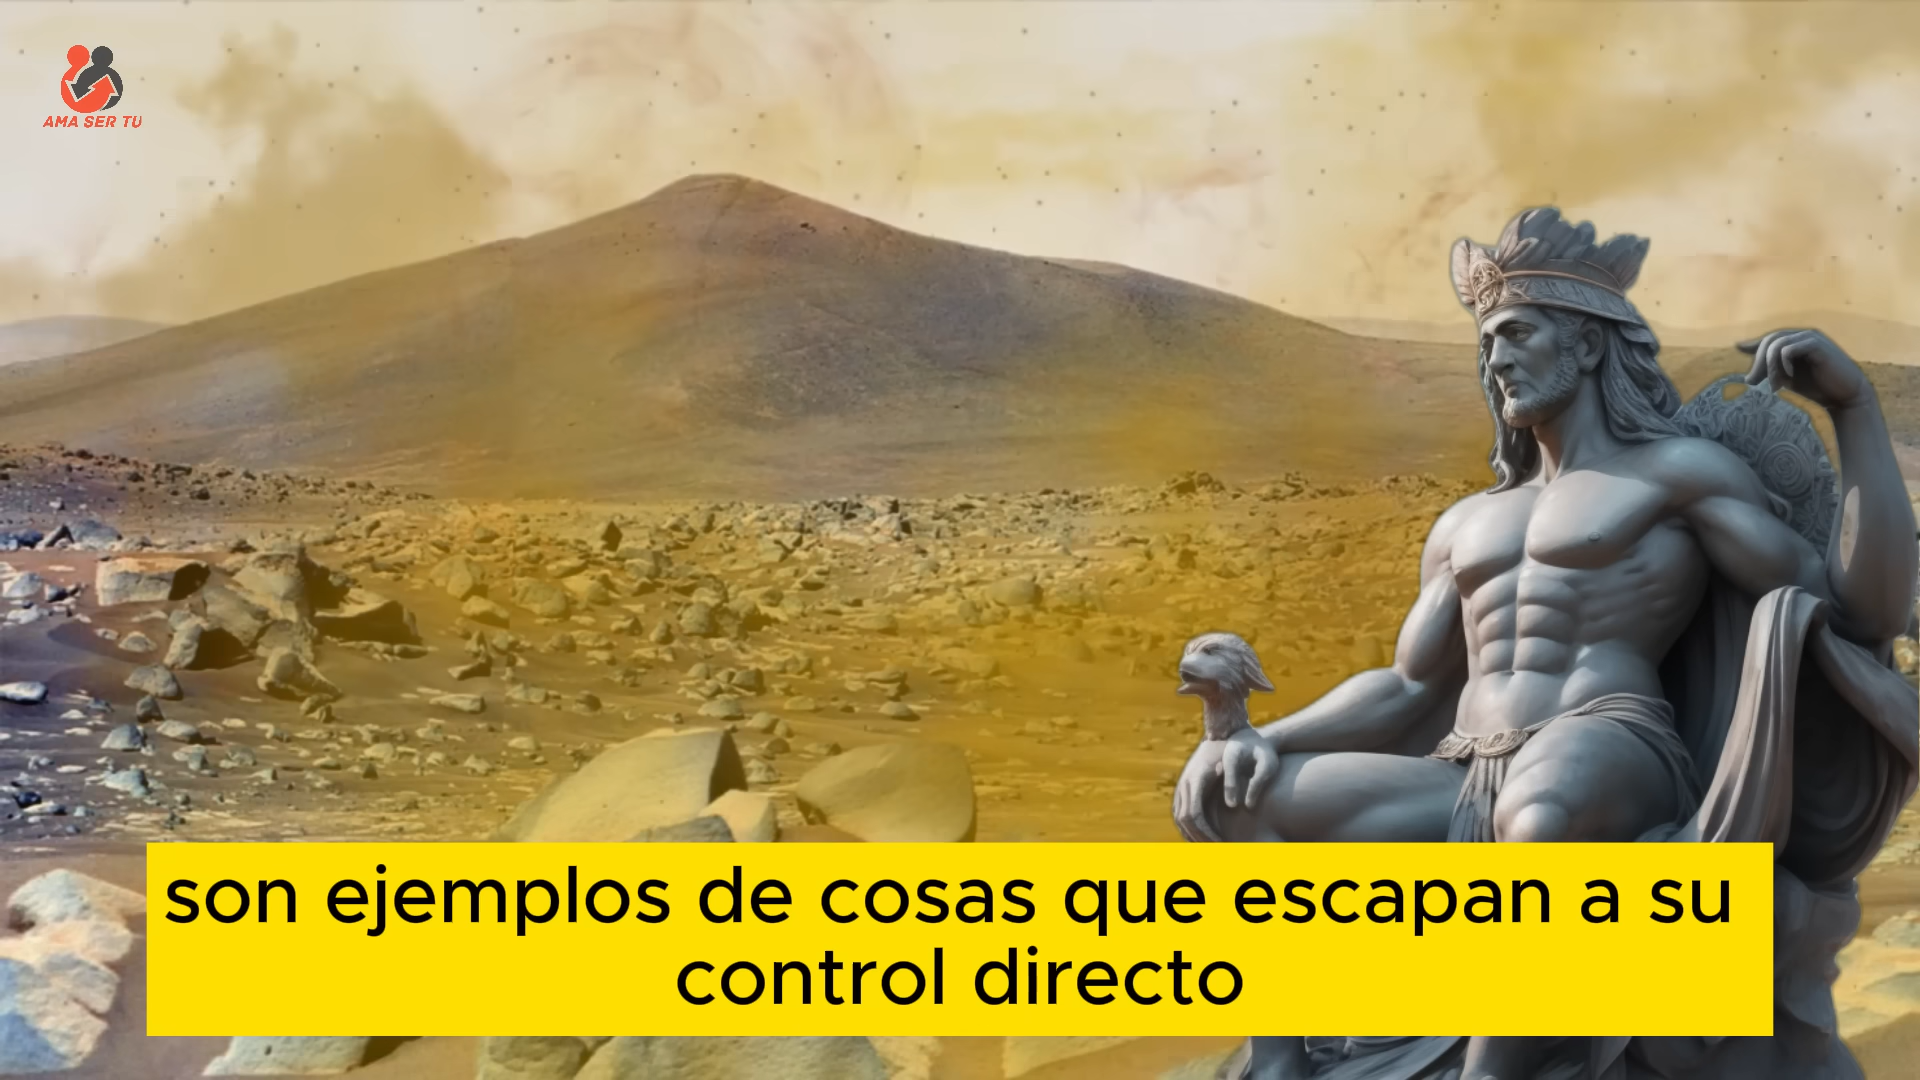 AMA SER TU
son ejemplos de cosas que escapan a su
control directo